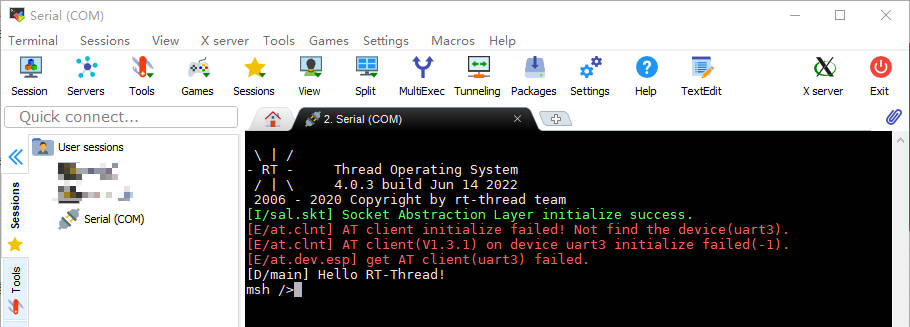 Serial (COM)
Terminal Sessions View X server Tools Games Settings Macros Help
Session Servers Tools Games Sessions View Split MultiExec Tunneling Packages Settings Help TextEdit X server Exit
Quick connect...
2. Serial (COM)
User sessions
Serial (COM)
Sessions
Tools
\ | /
- RT - Thread Operating System
/ | \ 4.0.3 build Jun 14 2022
2006 - 2020 Copyright by rt-thread team
[I/sal.skt] Socket Abstraction Layer initialize success.
[E/at.clnt] AT client initialize failed! Not find the device(uart3).
[E/at.clnt] AT client(V1.3.1) on device uart3 initialize failed(-1).
[E/at.dev.esp] get AT client(uart3) failed.
[D/main] Hello RT-Thread!
msh />